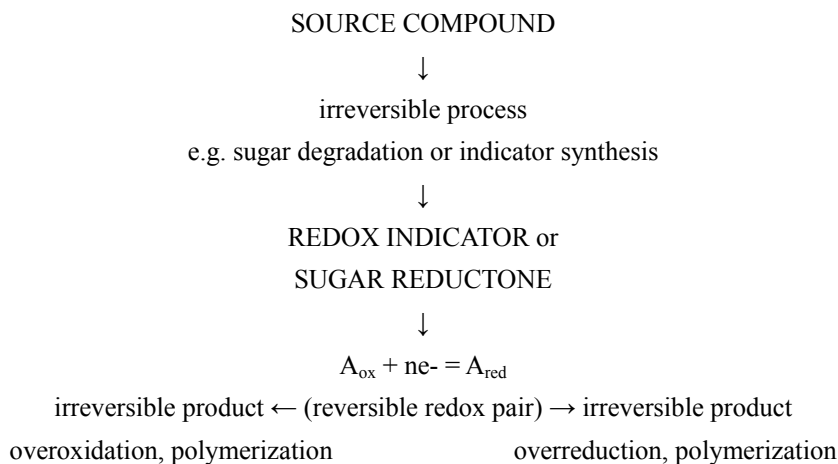 SOURCE COMPOUND
↓
irreversible process
e.g. sugar degradation or indicator synthesis
↓
REDOX INDICATOR or
SUGAR REDUCTONE
↓
Aox + ne- = Ared
irreversible product ← (reversible redox pair) → irreversible product
overoxidation, polymerization overreduction, polymerization